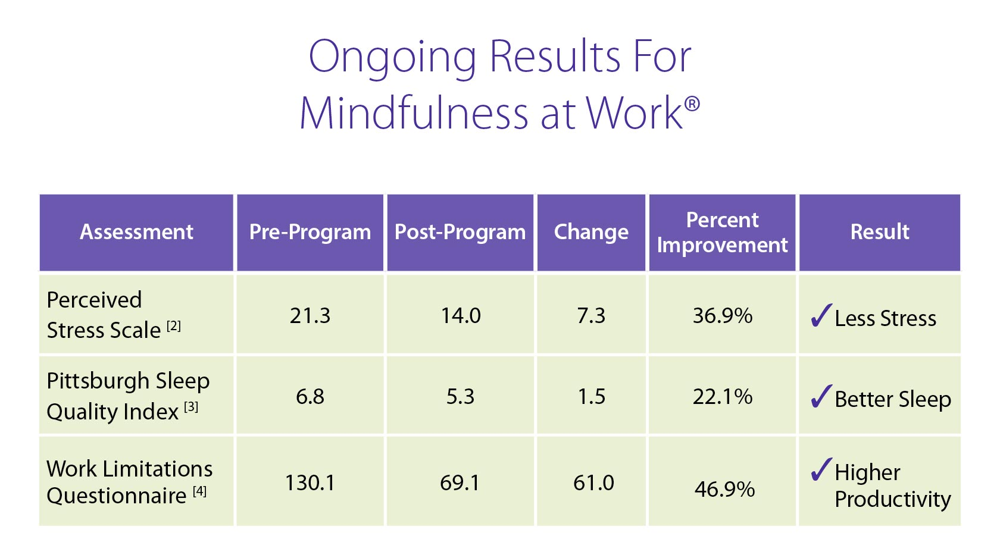 Ongoing Results For
Mindfulness at Work®
Assessment
Pre-Program
Post-Program
Change
Percent
Improvement
Result
Perceived
Stress Scale [2]
21.3
14.0
7.3
36.9%
✓ Less Stress
Pittsburgh Sleep
Quality Index [3]
6.8
5.3
1.5
22.1%
✓ Better Sleep
Work Limitations
Questionnaire [4]
130.1
69.1
61.0
46.9%
✓ Higher
Productivity